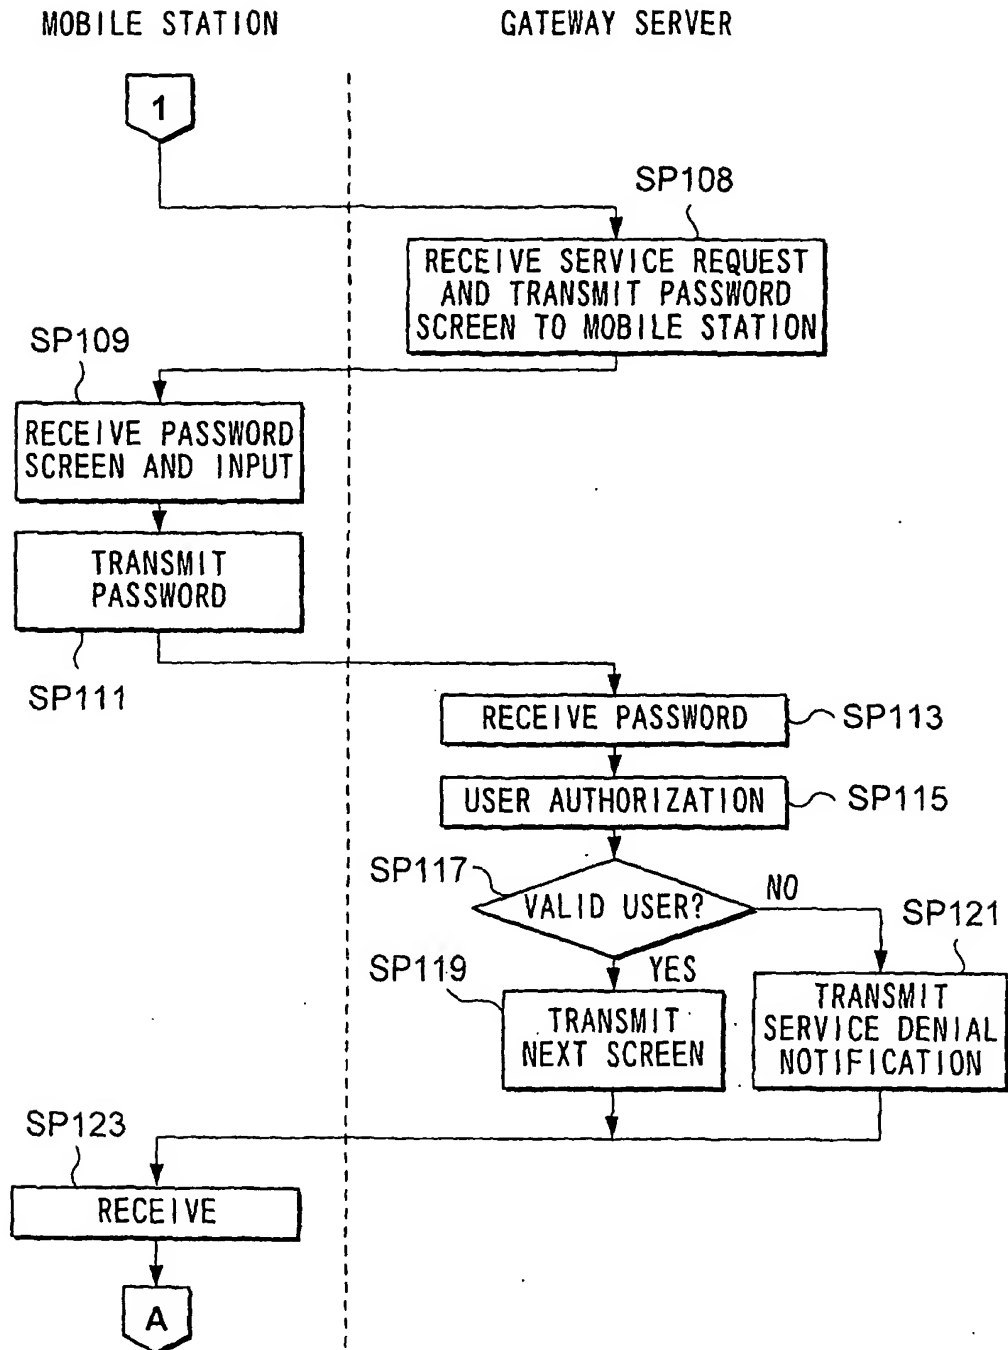 MOBILE STATION
GATEWAY SERVER
1
SP108
RECEIVE SERVICE REQUEST
AND TRANSMIT PASSWORD
SCREEN TO MOBILE STATION
SP109
RECEIVE PASSWORD
SCREEN AND INPUT
TRANSMIT
PASSWORD
SP111
RECEIVE PASSWORD
SP113
USER AUTHORIZATION
SP115
SP117
VALID USER?
NO
SP121
YES
SP119
TRANSMIT
NEXT SCREEN
TRANSMIT
SERVICE DENIAL
NOTIFICATION
SP123
RECEIVE
A